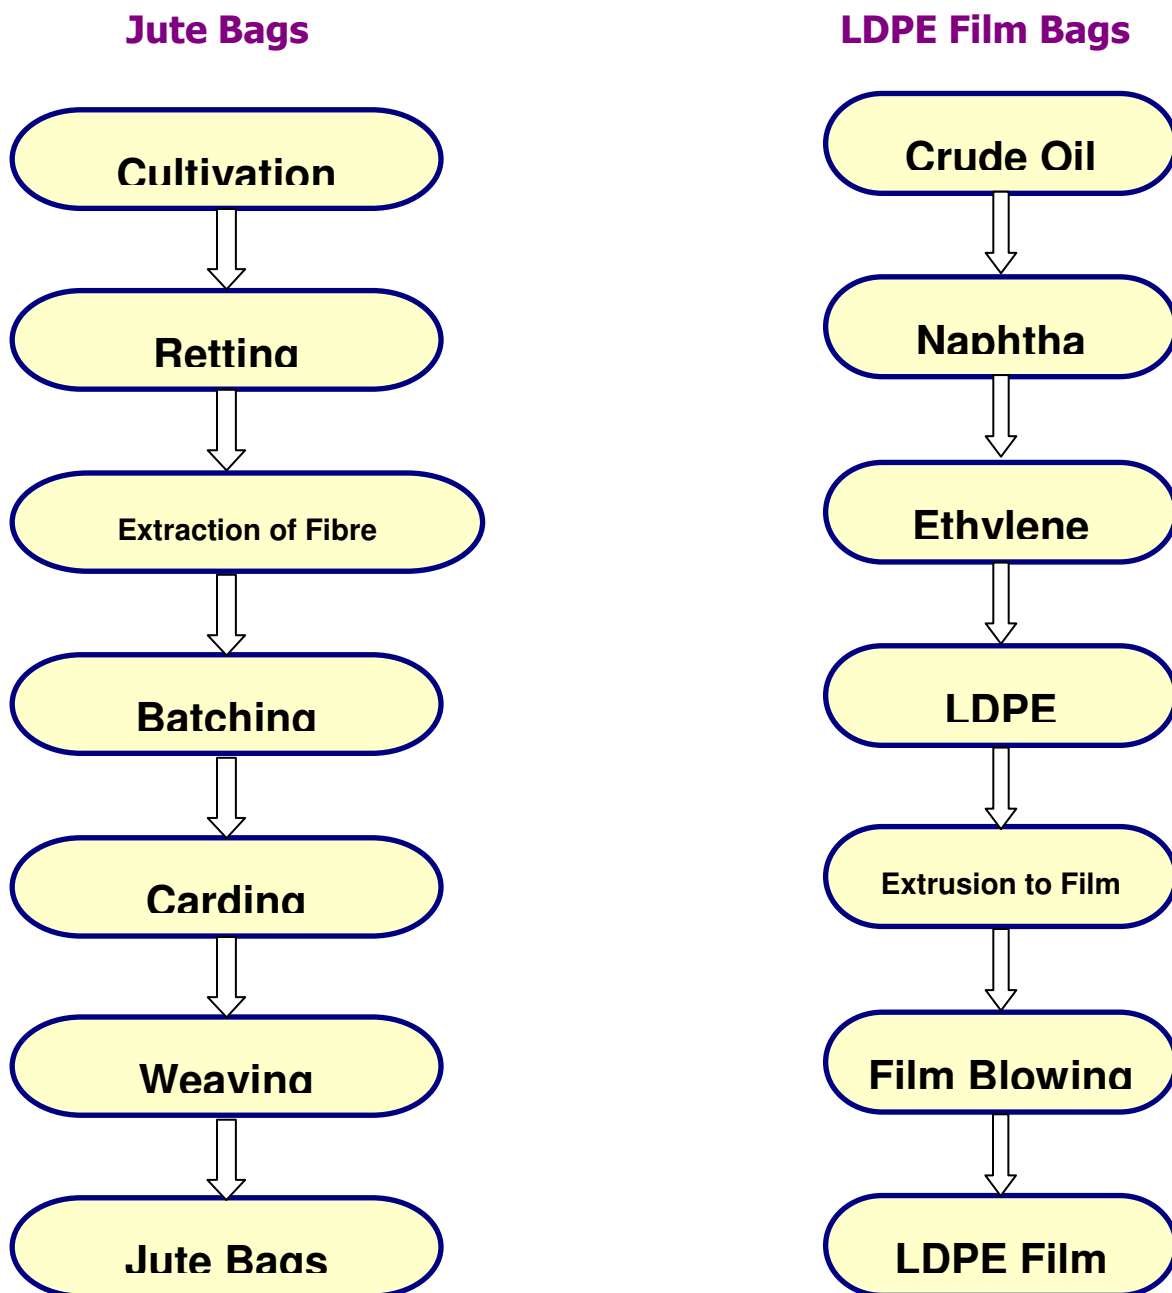 Jute Bags
Cultivation
Retting
Extraction of Fibre
Batching
Carding
Weaving
Jute Bags
LDPE Film Bags
Crude Oil
Naphtha
Ethylene
LDPE
Extrusion to Film
Film Blowing
LDPE Film